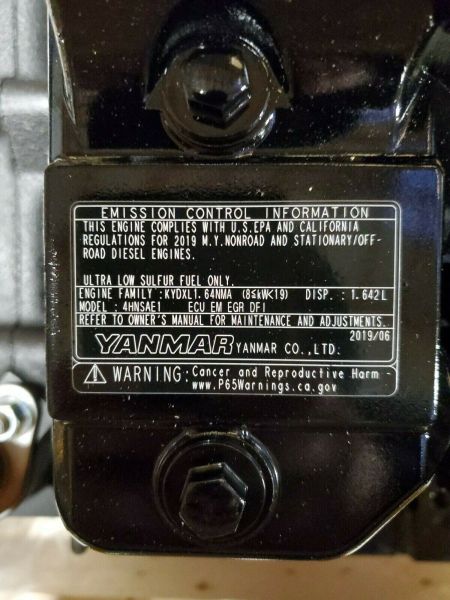 EMISSION CONTROL INFORMATION
THIS ENGINE COMPLIES WITH U.S.EPA AND CALIFORNIA
REGULATIONS FOR 2019 M.Y.NONROAD AND STATIONARY/OFF-
ROAD DIESEL ENGINES.
ULTRA LOW SULFUR FUEL ONLY.
ENGINE FAMILY :KYDXL1.64NMA (8≤kW<19) DISP. :1.642L
MODEL :4HNSAE1 ECU EM EGR DFI
REFER TO OWNER'S MANUAL FOR MAINTENANCE AND ADJUSTMENTS.
2019/06
YANMAR YANMAR CO.,LTD.
WARNING:Cancer and Reproductive Harm -
www.P65Warnings.ca.gov